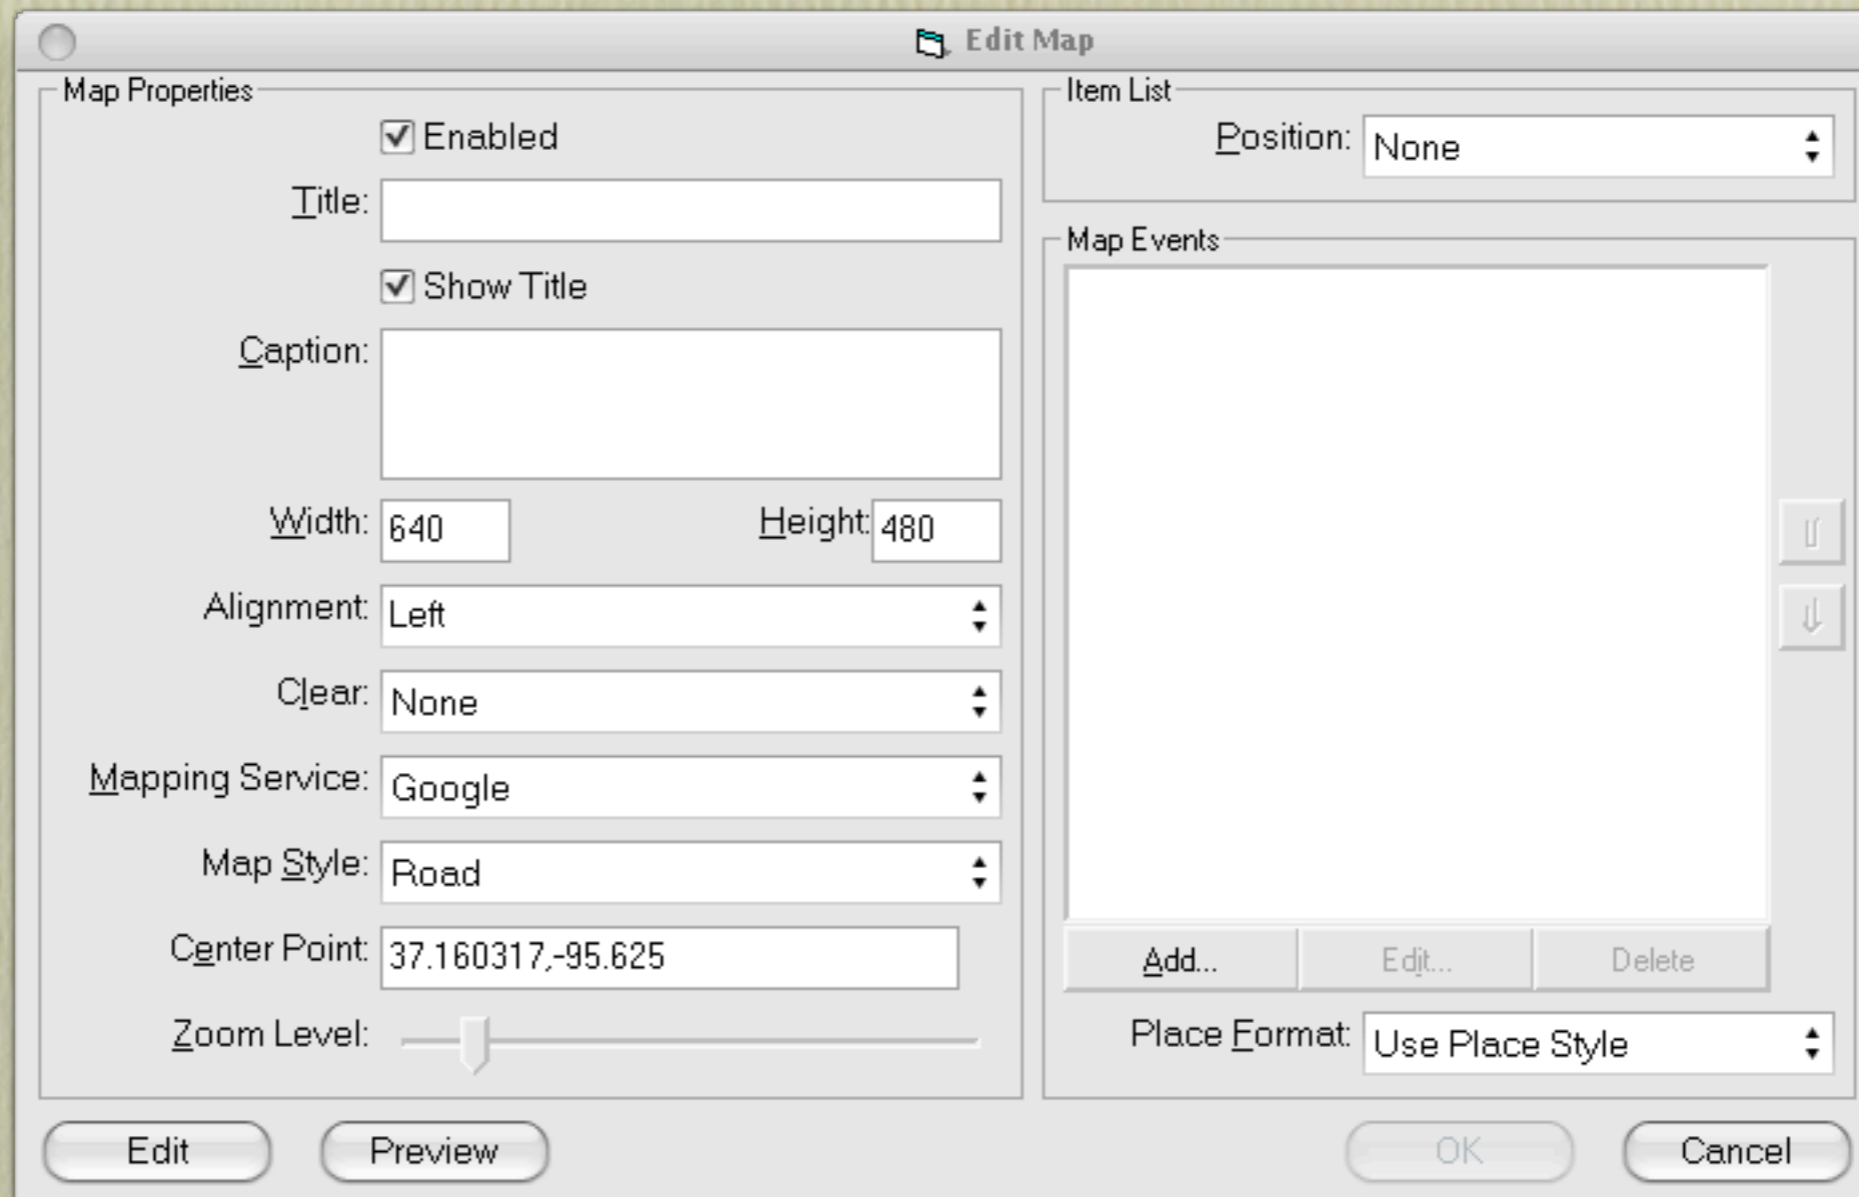 Edit Map
Map Properties
Enabled
Title:
Show Title
Caption:
Width: 640 Height: 480
Alignment: Left
Clear: None
Mapping Service: Google
Map Style: Road
Center Point: 37.160317,-95.625
Zoom Level:
Edit Preview
Item List
Position: None
Map Events
Add... Edit... Delete
Place Format: Use Place Style
OK Cancel